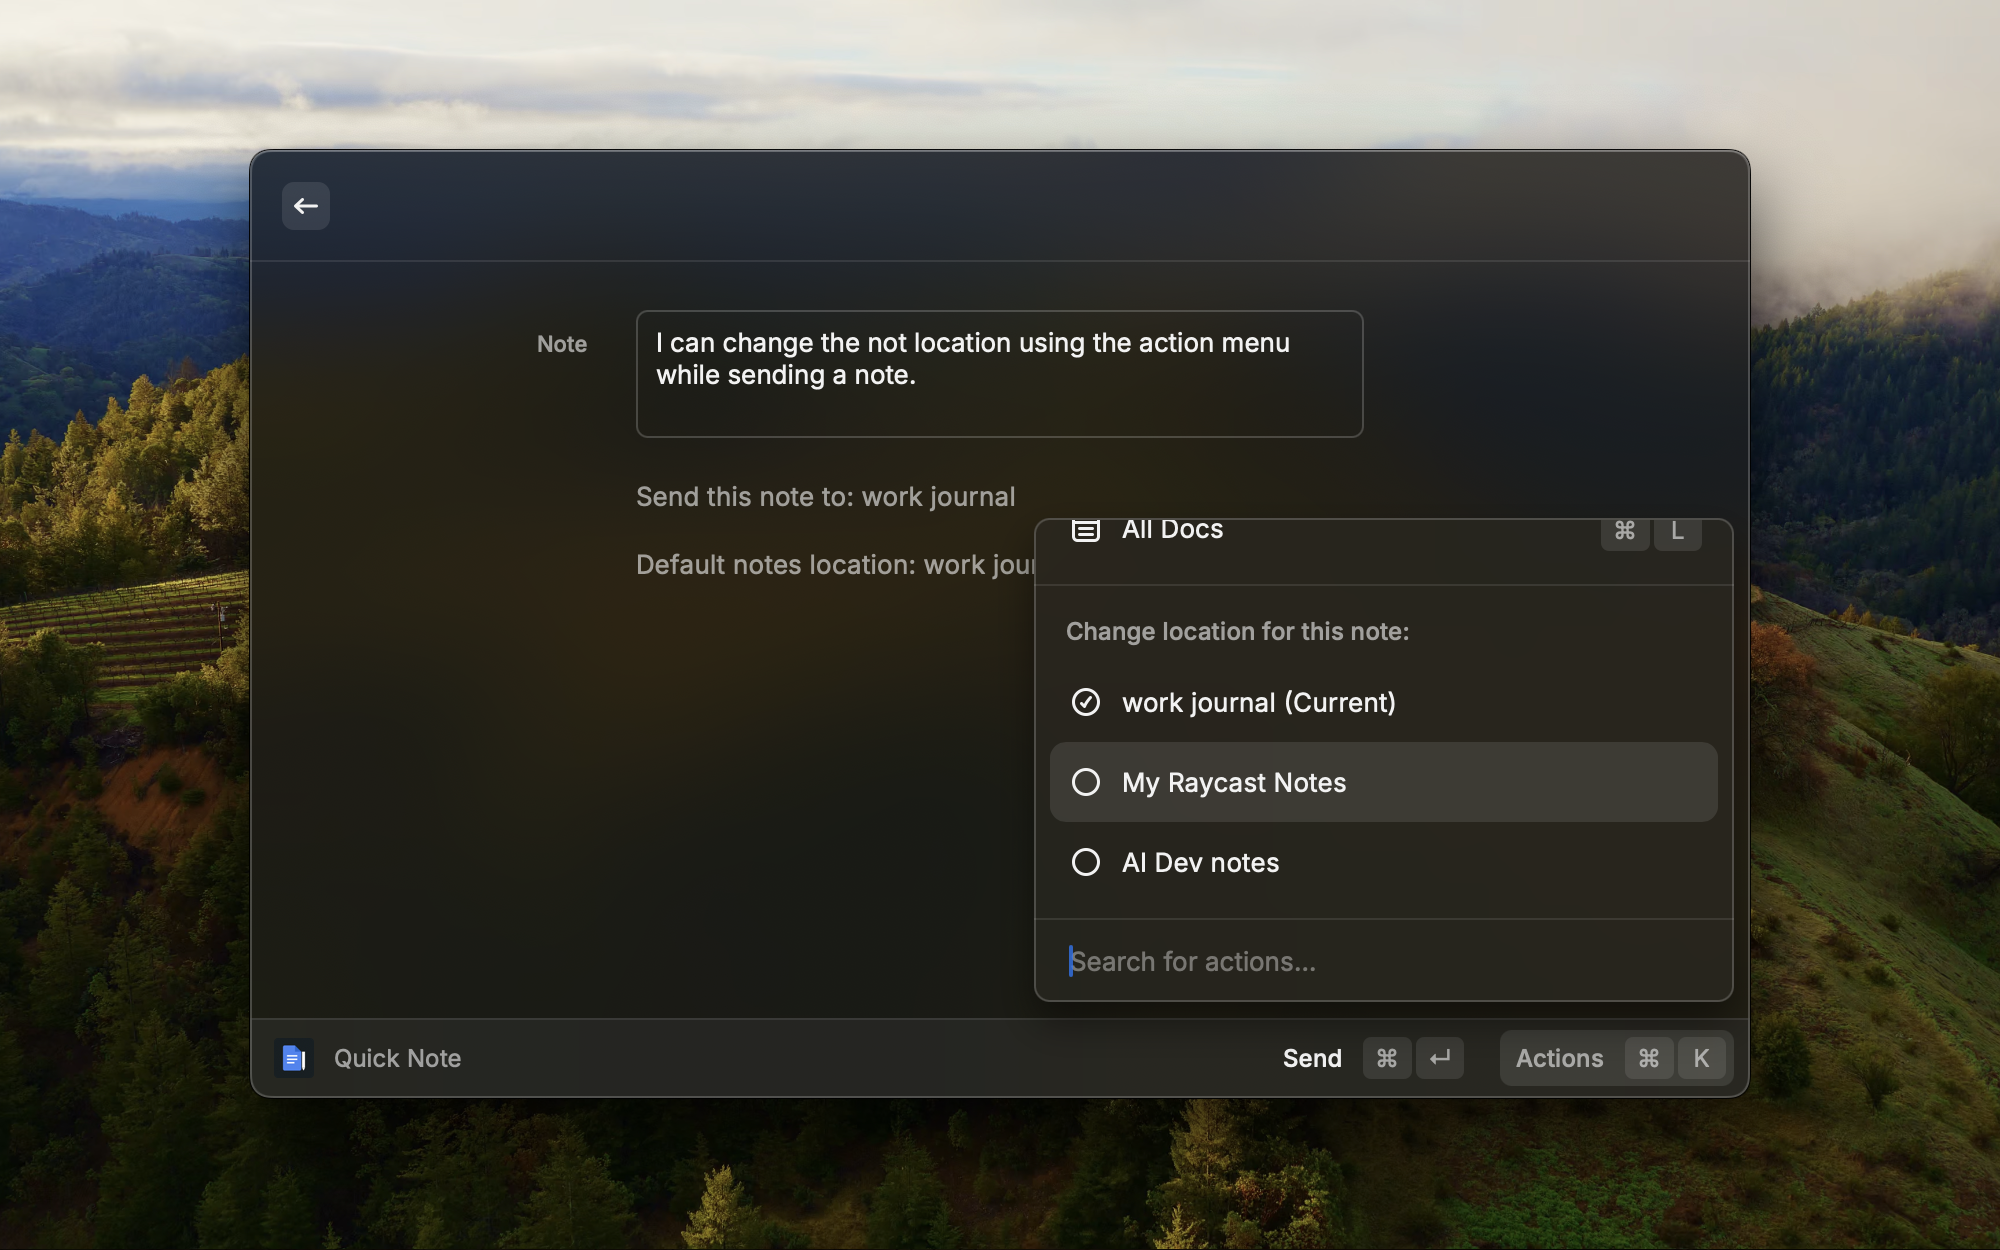 Note
I can change the not location using the action menu
while sending a note.
Send this note to: work journal
Default notes location: work jour
All Docs ⌘ L
Change location for this note:
work journal (Current)
My Raycast Notes
AI Dev notes
Search for actions...
Quick Note
Send ⌘ ↵
Actions ⌘ K